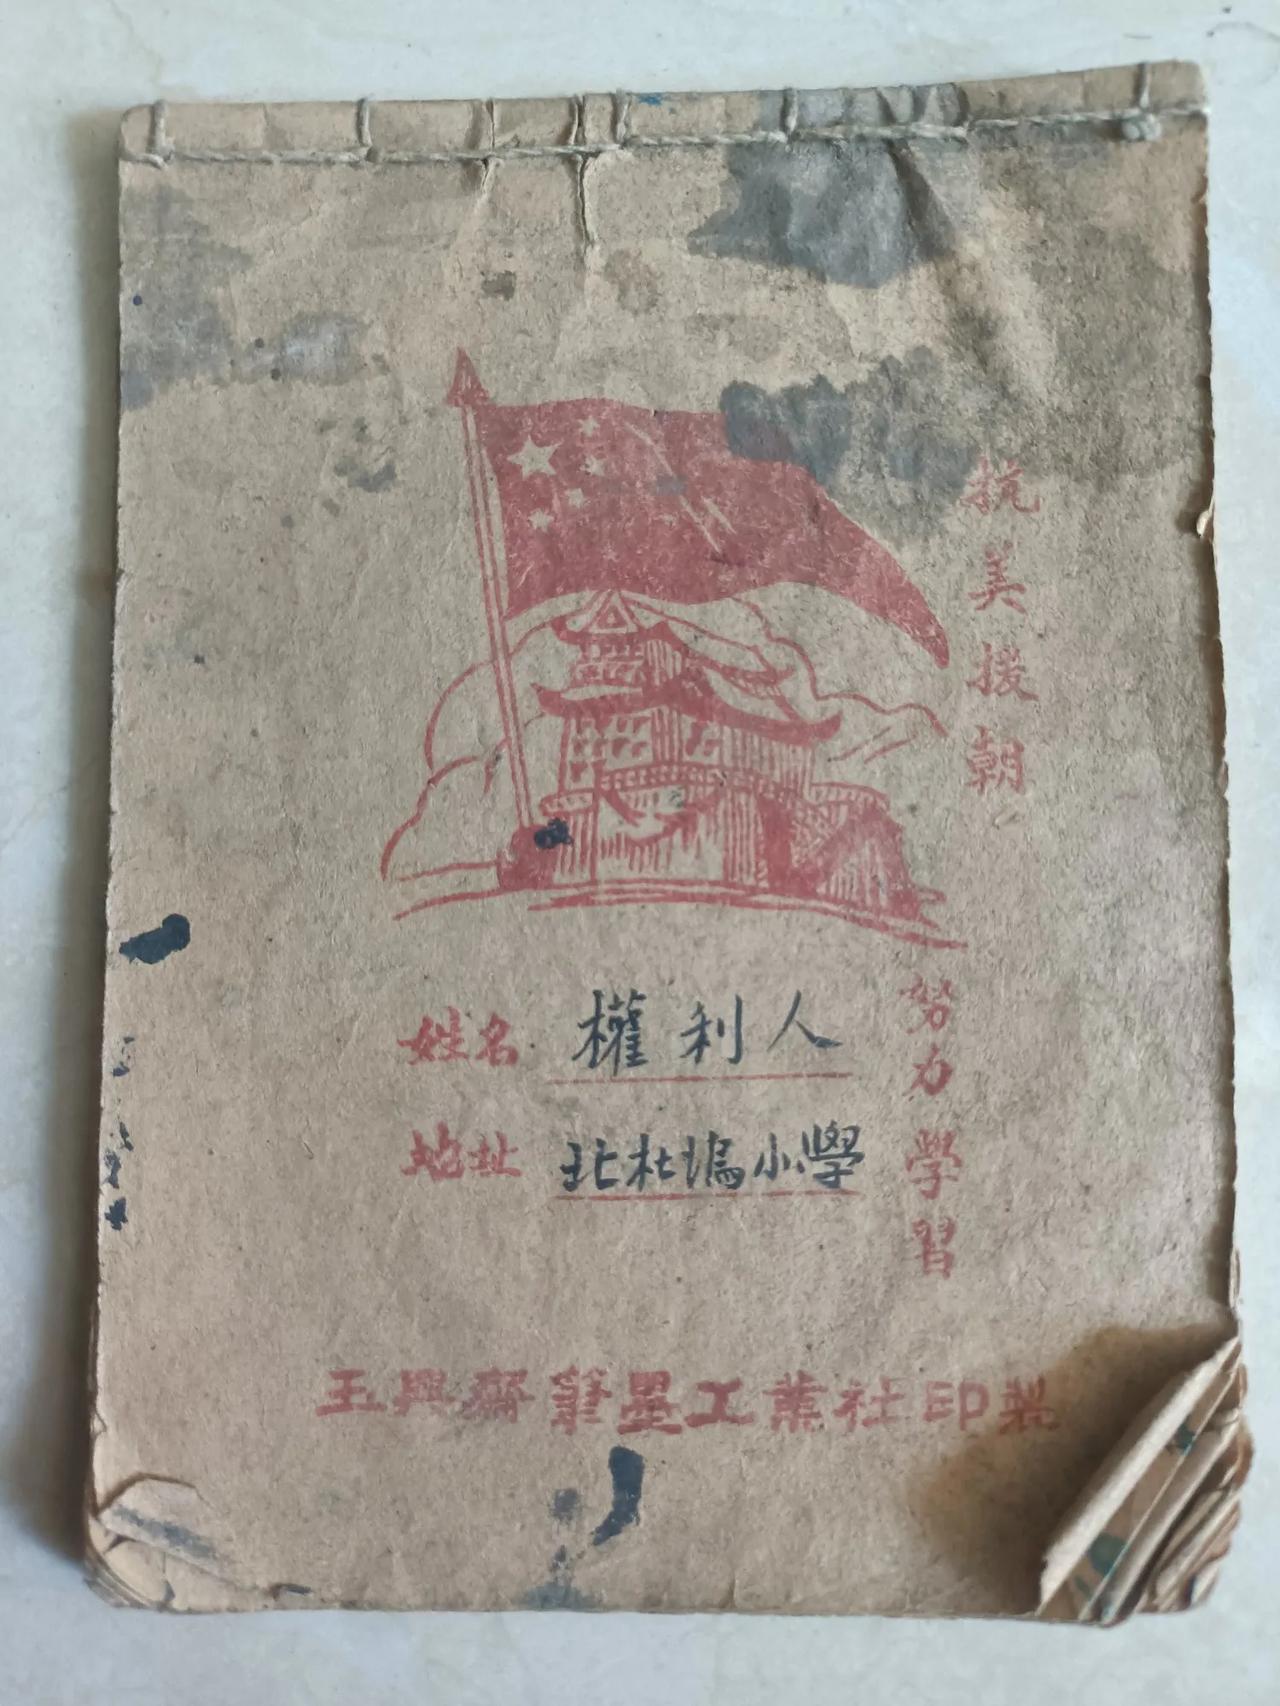 抗美援朝
努力學習
姓名 權利人
地址 北杜鴻小學
玉興齋筆墨工業社印製